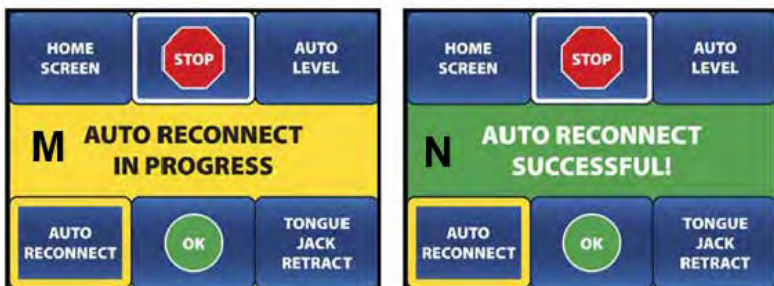 HOME
SCREEN
STOP
AUTO
LEVEL
M
AUTO RECONNECT
IN PROGRESS
AUTO
RECONNECT
OK
TONGUE
JACK
RETRACT
HOME
SCREEN
STOP
AUTO
LEVEL
N
AUTO RECONNECT
SUCCESSFUL!
AUTO
RECONNECT
OK
TONGUE
JACK
RETRACT